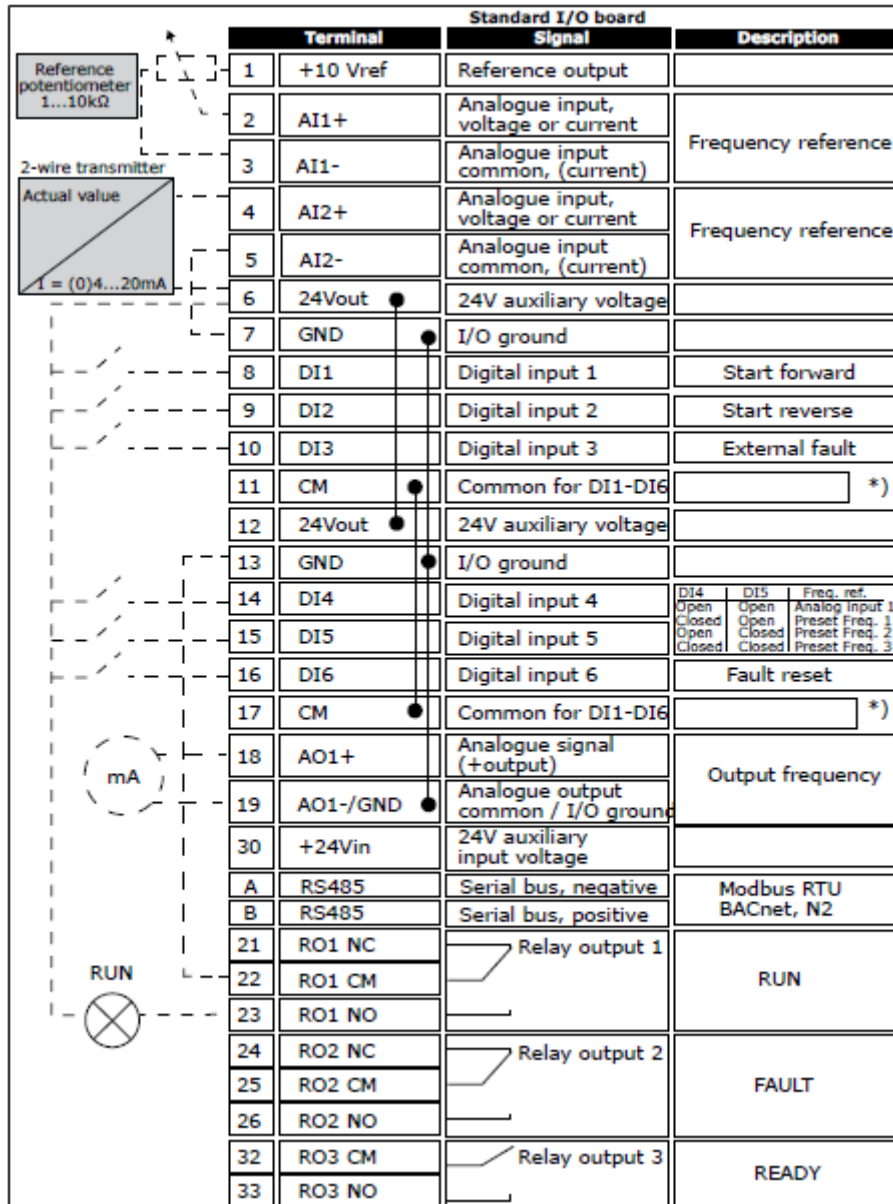 Standard I/O board
Terminal Signal Description
Reference
potentiometer
1...10kΩ
1 +10 Vref Reference output
2 AI1+ Analogue input,
voltage or current
Frequency reference
3 AI1- Analogue input
common, (current)
2-wire transmitter
Actual value
I = (0)4...20mA
4 AI2+ Analogue input,
voltage or current
Frequency reference
5 AI2- Analogue input
common, (current)
6 24Vout 24V auxiliary voltage
7 GND I/O ground
8 DI1 Digital input 1 Start forward
9 DI2 Digital input 2 Start reverse
10 DI3 Digital input 3 External fault
11 CM Common for DI1-DI6 *)
12 24Vout 24V auxiliary voltage
13 GND I/O ground
14 DI4 Digital input 4
15 DI5 Digital input 5
DI4 DI5 Freq. ref.
Open Open Analog Input 1
Closed Open Preset Freq. 1
Open Closed Preset Freq. 2
Closed Closed Preset Freq. 3
16 DI6 Digital input 6 Fault reset
17 CM Common for DI1-DI6 *)
mA
18 AO1+ Analogue signal
(+output)
Output frequency
19 AO1-/GND Analogue output
common / I/O ground
30 +24Vin 24V auxiliary
input voltage
A RS485 Serial bus, negative
B RS485 Serial bus, positive
Modbus RTU
BACnet, N2
21 RO1 NC Relay output 1
RUN
22 RO1 CM RUN
23 RO1 NO
24 RO2 NC Relay output 2
25 RO2 CM FAULT
26 RO2 NO
32 RO3 CM Relay output 3
READY
33 RO3 NO